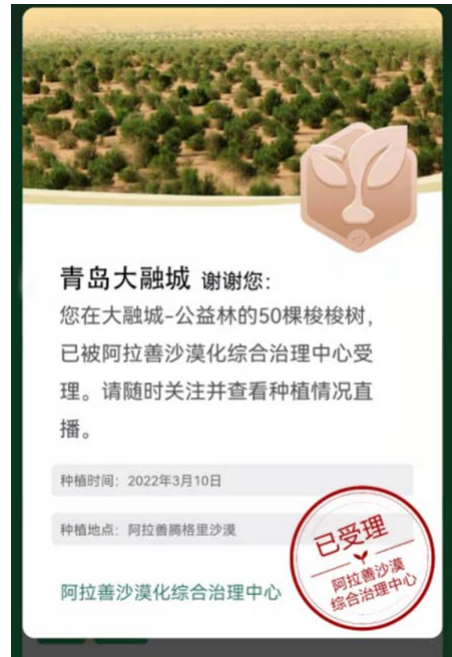 青岛大融城 谢谢您:
您在大融城-公益林的50棵梭梭树,
已被阿拉善沙漠化综合治理中心受
理。请随时关注并查看种植情况直
播。
种植时间: 2022年3月10日
种植地点: 阿拉善腾格里沙漠
阿拉善沙漠化综合治理中心
已受理
阿拉善沙漠
综合治理中心